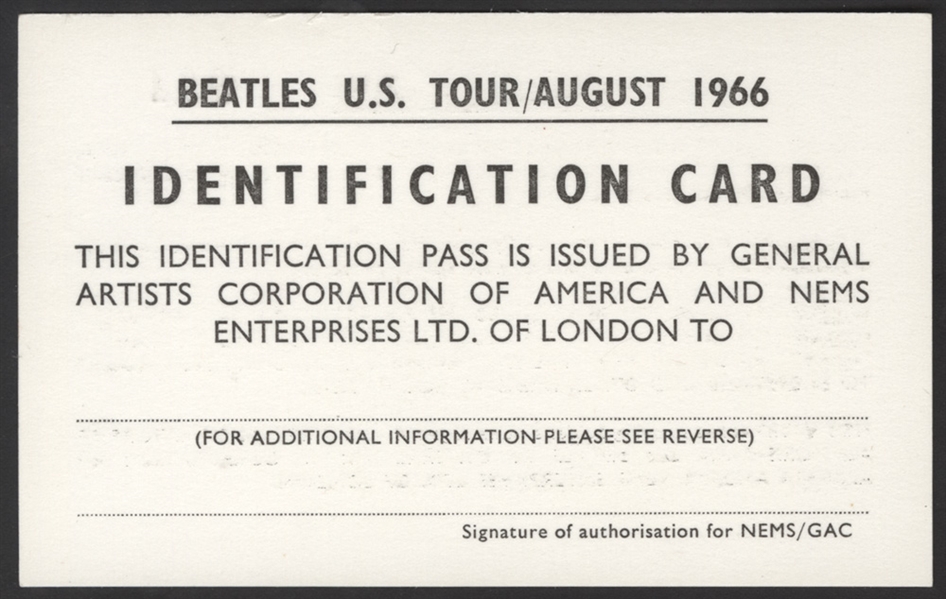 BEATLES U.S. TOUR/AUGUST 1966
IDENTIFICATION CARD
THIS IDENTIFICATION PASS IS ISSUED BY GENERAL
ARTISTS CORPORATION OF AMERICA AND NEMS
ENTERPRISES LTD. OF LONDON TO
(FOR ADDITIONAL INFORMATION PLEASE SEE REVERSE)
Signature of authorisation for NEMS/GAC